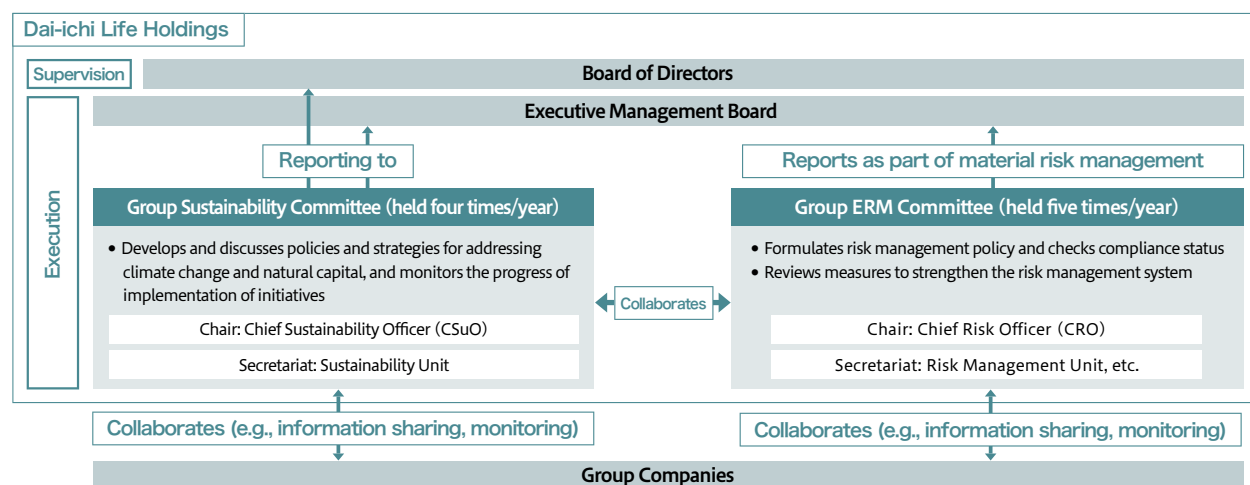 Dai-ichi Life Holdings
Supervision
Board of Directors
Execution
Executive Management Board
Reporting to
Reports as part of material risk management
Group Sustainability Committee (held four times/year)
• Develops and discusses policies and strategies for addressing
climate change and natural capital, and monitors the progress of
implementation of initiatives
Chair: Chief Sustainability Officer (CSuO)
Secretariat: Sustainability Unit
Collaborates
Group ERM Committee (held five times/year)
• Formulates risk management policy and checks compliance status
• Reviews measures to strengthen the risk management system
Chair: Chief Risk Officer (CRO)
Secretariat: Risk Management Unit, etc.
Collaborates (e.g., information sharing, monitoring)
Collaborates (e.g., information sharing, monitoring)
Group Companies